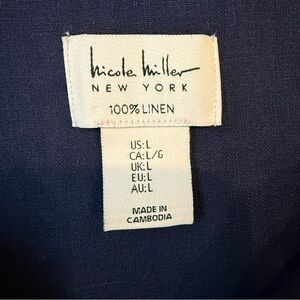 Nicole Miller
NEW YORK
100% LINEN
US:L
CA:L/G
UK:L
EU:L
AU:L
MADE IN
CAMBODIA